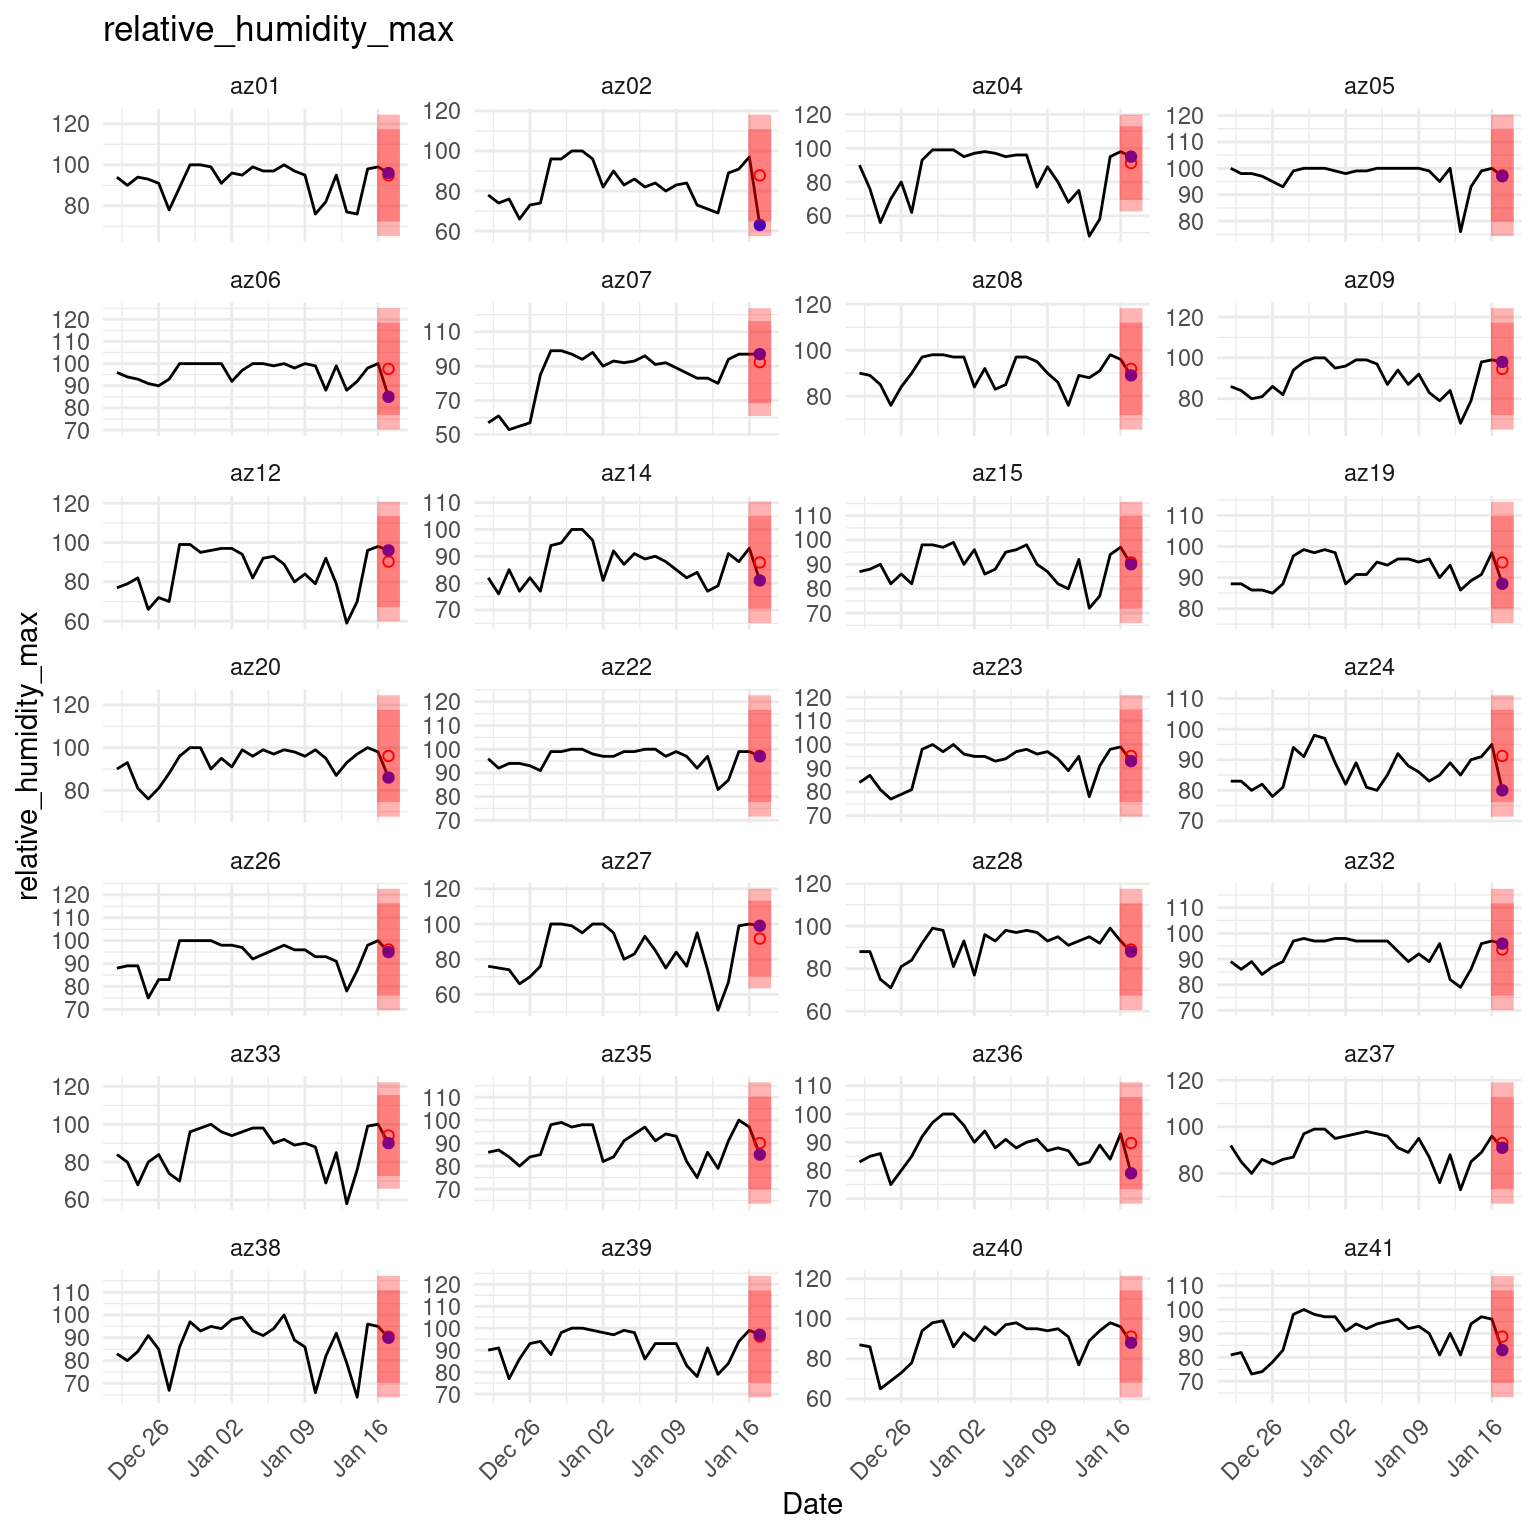 relative_humidity_max
az01 az02 az04 az05
120 100 80
120 100 80 60
120 100 80 60
120 110 100 90 80
az06 az07 az08 az09
120 110 100 90 80 70
110 90 70 50
120 100 80
120 100 80
az12 az14 az15 az19
120 100 80 60
110 100 90 80 70
110 100 90 80 70
110 100 90 80
az20 az22 az23 az24
120 100 80
120 110 100 90 80 70
120 110 100 90 80 70
110 100 90 80 70
az26 az27 az28 az32
120 110 100 90 80 70
120 100 80 60
120 100 80 60
110 100 90 80 70
az33 az35 az36 az37
120 100 80 60
110 100 90 80 70
110 100 90 80 70
120 100 80
az38 az39 az40 az41
110 100 90 80 70
120 110 100 90 80 70
120 100 80 60
110 100 90 80 70
Dec 26 Jan 02 Jan 09 Jan 16
Dec 26 Jan 02 Jan 09 Jan 16
Dec 26 Jan 02 Jan 09 Jan 16
Dec 26 Jan 02 Jan 09 Jan 16
Date
relative_humidity_max